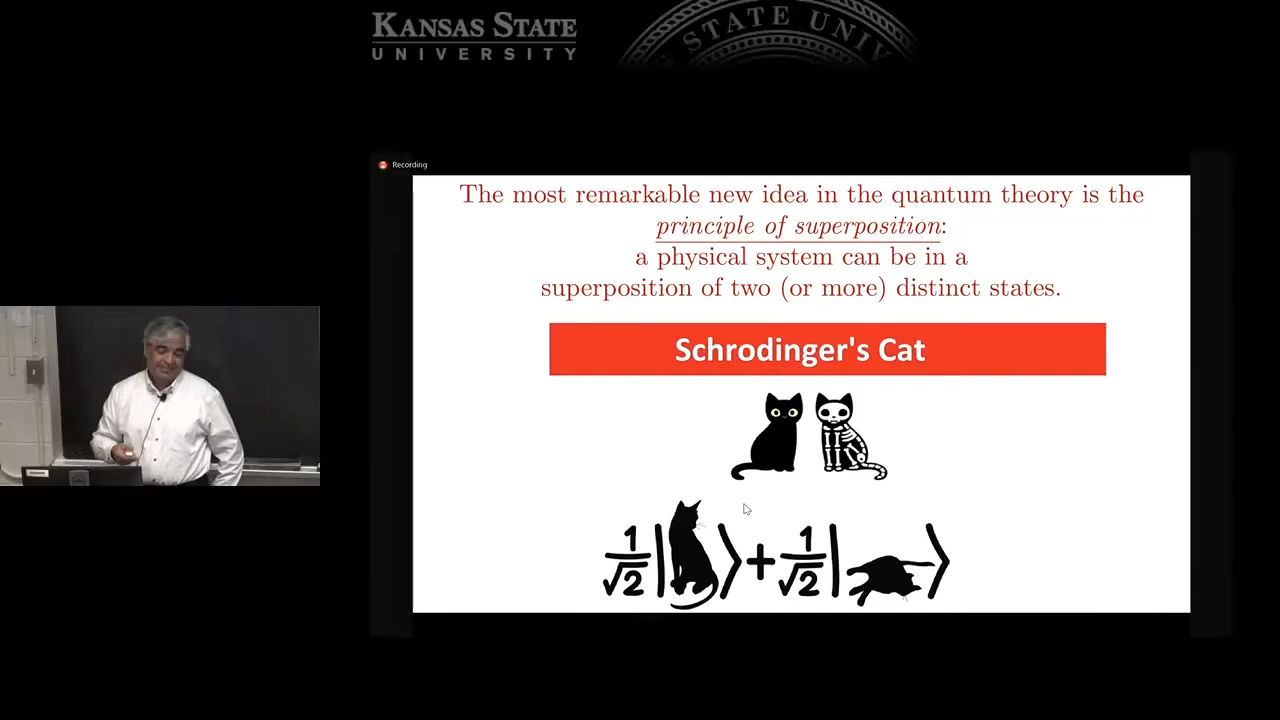 KANSAS STATE
UNIVERSITY
STATE UNIV
Recording
The most remarkable new idea in the quantum theory is the
principle of superposition:
a physical system can be in a
superposition of two (or more) distinct states.
Schrodinger's Cat
1/√2 | ⟩ + 1/√2 | ⟩